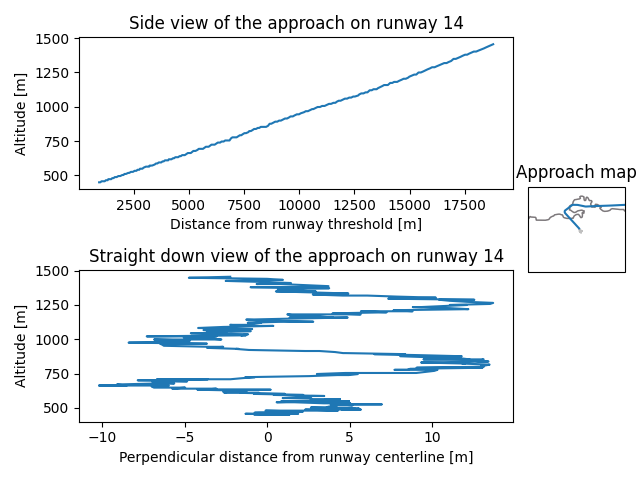 Side view of the approach on runway 14
1500
1250
1000
750
500
Altitude [m]
2500 5000 7500 10000 12500 15000 17500
Distance from runway threshold [m]
Approach map
Straight down view of the approach on runway 14
1500
1250
1000
750
500
Altitude [m]
−10 −5 0 5 10
Perpendicular distance from runway centerline [m]